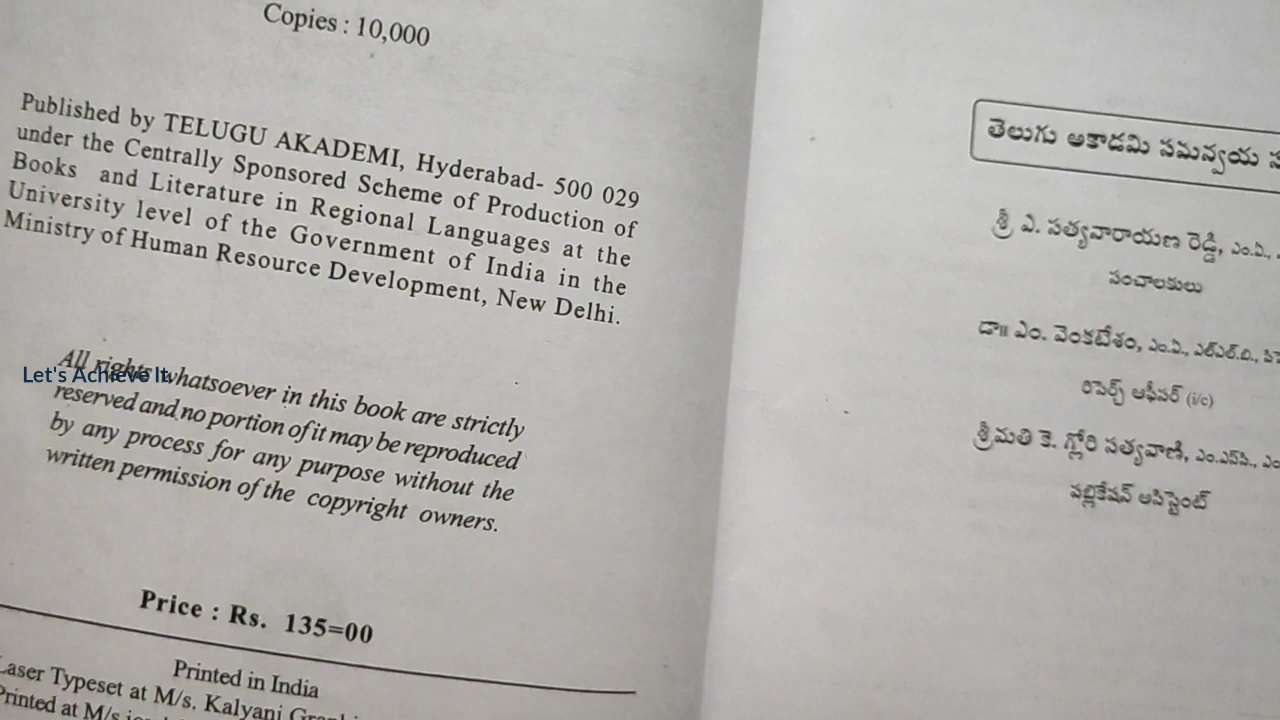 Copies : 10,000
Published by TELUGU AKADEMI, Hyderabad- 500 029
under the Centrally Sponsored Scheme of Production of
Books and Literature in Regional Languages at the
University level of the Government of India in the
Ministry of Human Resource Development, New Delhi.
All rights whatsoever in this book are strictly
reserved and no portion of it may be reproduced
by any process for any purpose without the
written permission of the copyright owners.
Let's Achieve It
Price : Rs. 135=00
Printed in India
Laser Typeset at M/s. Kalyani
Printed at M/s
తెలుగు అకాడమి సమన్వయ
శ్రీ ఎ. సత్యనారాయణ రెడ్డి, ఎం.ఏ.,
సంచాలకులు
డా॥ ఎం. వెంకటేశం, ఎం.ఏ., ఎల్ఎల్.బి.,
రిసెర్చ్ ఆఫీసర్ (i/c)
శ్రీమతి కె. గ్లోరి సత్యవాణి, ఎం.ఎస్‌సి.,
పబ్లికేషన్ అసిస్టెంట్